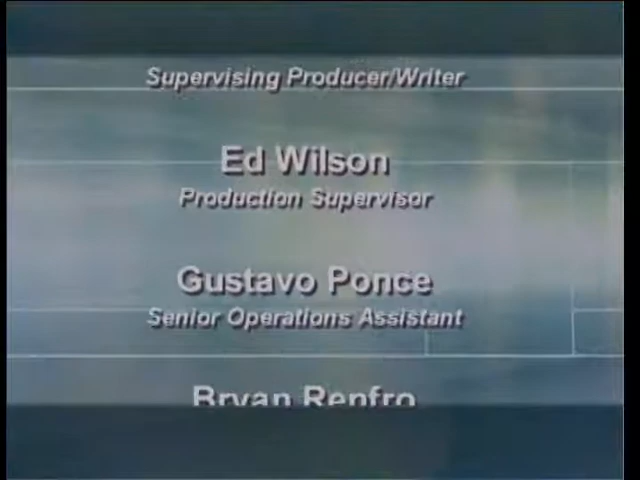 Supervising Producer/Writer
Ed Wilson
Production Supervisor
Gustavo Ponce
Senior Operations Assistant
Bryan Renfro